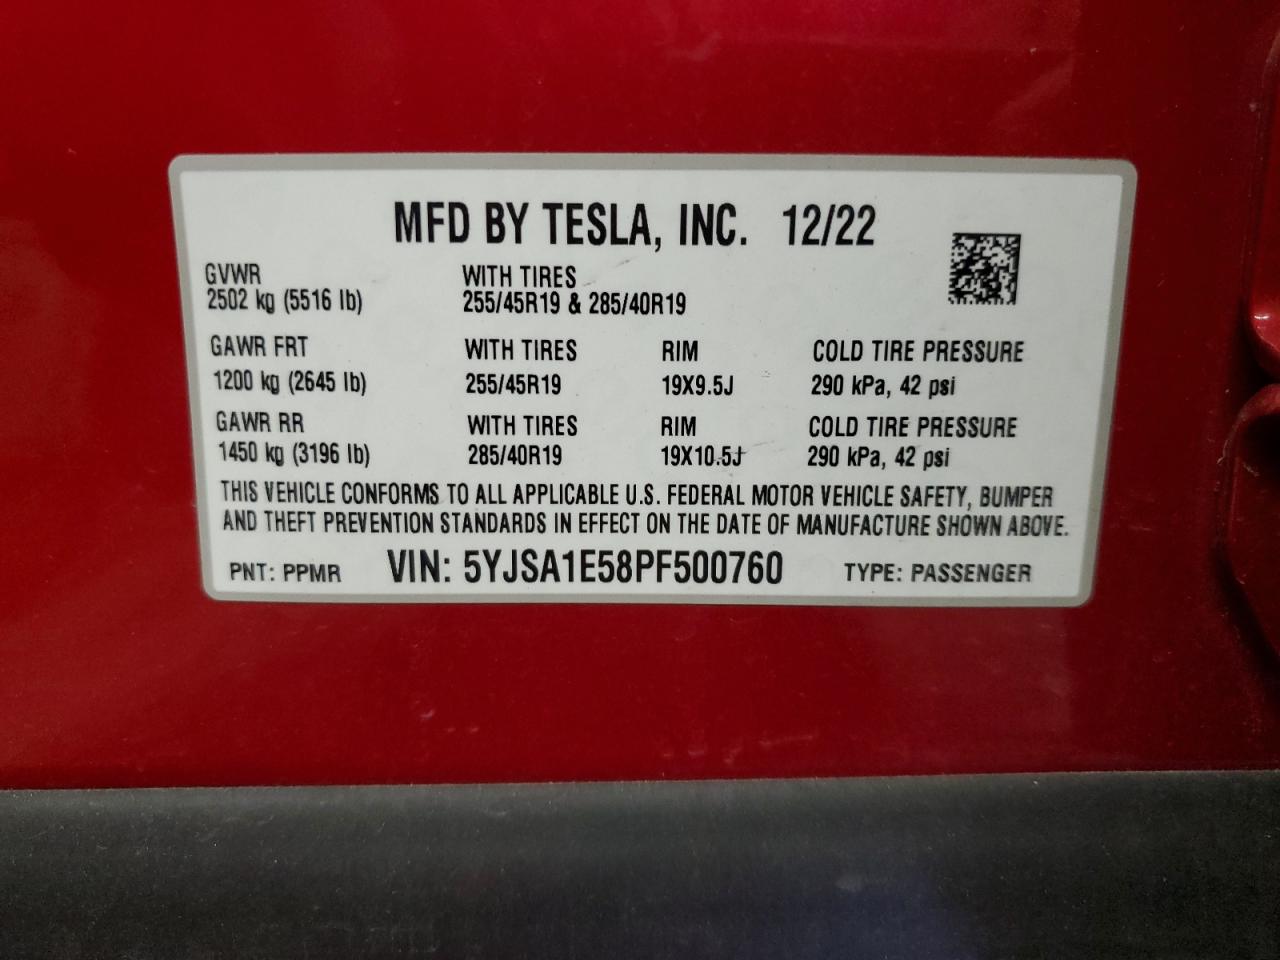 MFD BY TESLA, INC. 12/22
GVWR WITH TIRES
2502 kg (5516 lb) 255/45R19 & 285/40R19
GAWR FRT WITH TIRES RIM COLD TIRE PRESSURE
1200 kg (2645 lb) 255/45R19 19X9.5J 290 kPa, 42 psi
GAWR RR WITH TIRES RIM COLD TIRE PRESSURE
1450 kg (3196 lb) 285/40R19 19X10.5J 290 kPa, 42 psi
THIS VEHICLE CONFORMS TO ALL APPLICABLE U.S. FEDERAL MOTOR VEHICLE SAFETY, BUMPER
AND THEFT PREVENTION STANDARDS IN EFFECT ON THE DATE OF MANUFACTURE SHOWN ABOVE.
PNT: PPMR VIN: 5YJSA1E58PF500760 TYPE: PASSENGER